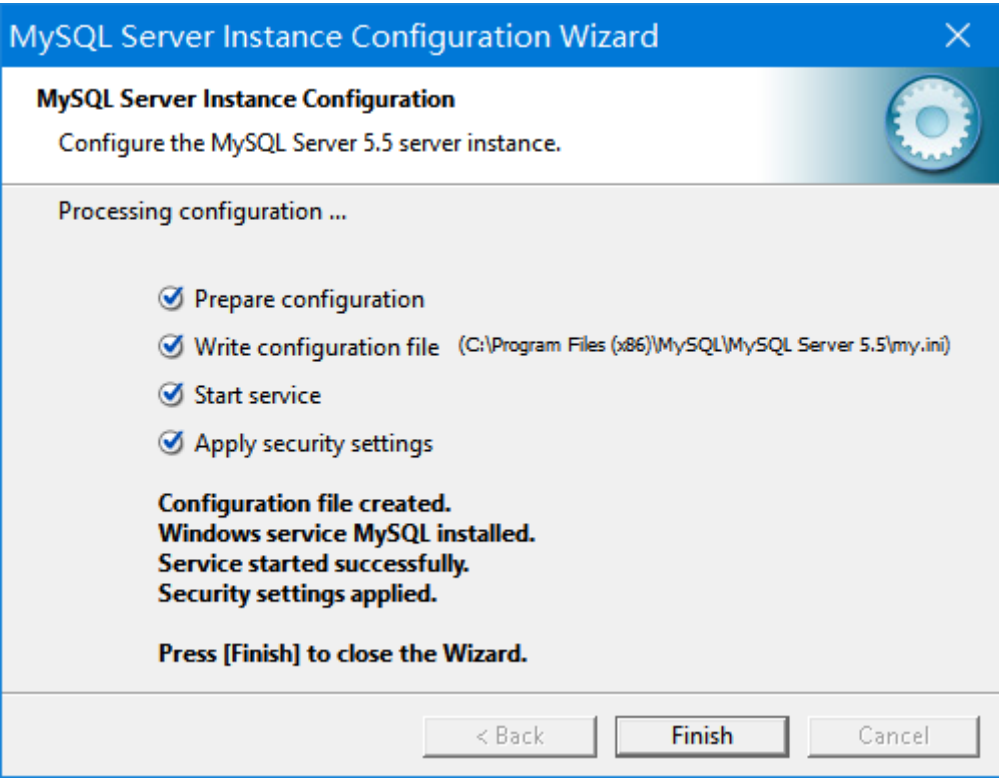 MySQL Server Instance Configuration Wizard
MySQL Server Instance Configuration
Configure the MySQL Server 5.5 server instance.
Processing configuration ...
Prepare configuration
Write configuration file (C:\Program Files (x86)\MySQL\MySQL Server 5.5\my.ini)
Start service
Apply security settings
Configuration file created.
Windows service MySQL installed.
Service started successfully.
Security settings applied.
Press [Finish] to close the Wizard.
< Back Finish Cancel